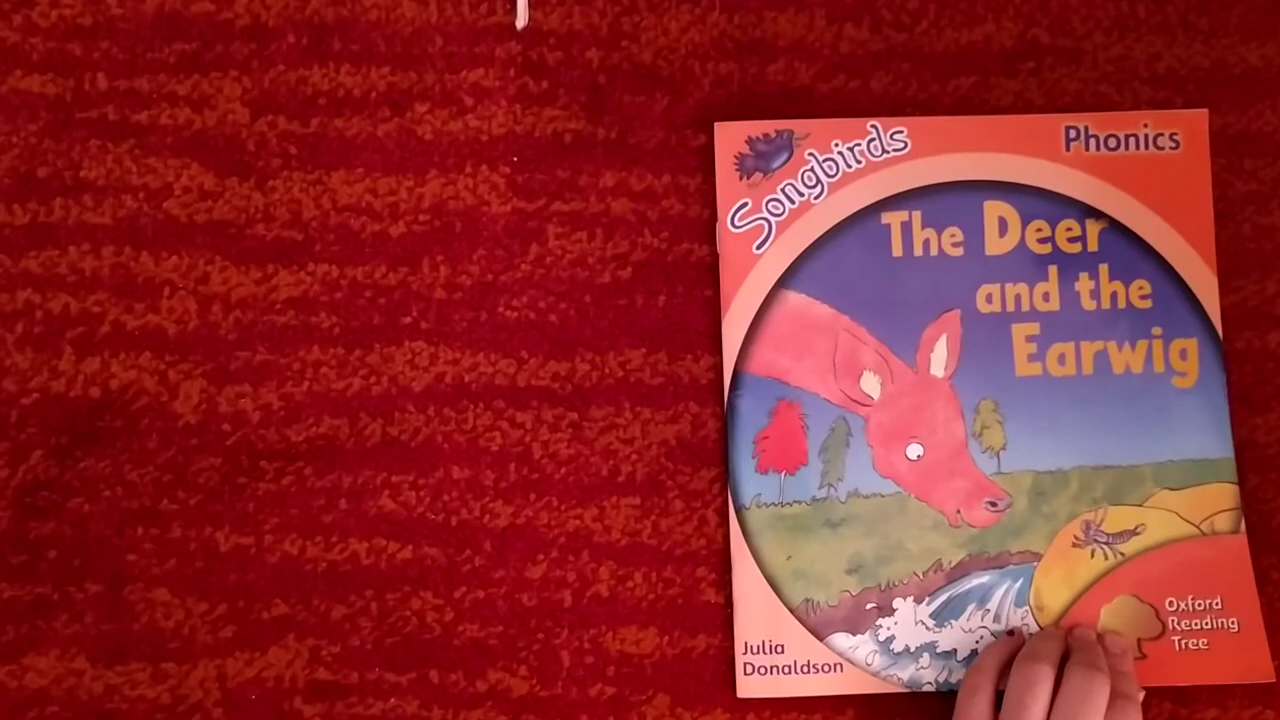 Songbirds
Phonics
The Deer
and the
Earwig
Julia
Donaldson
Oxford
Reading
Tree